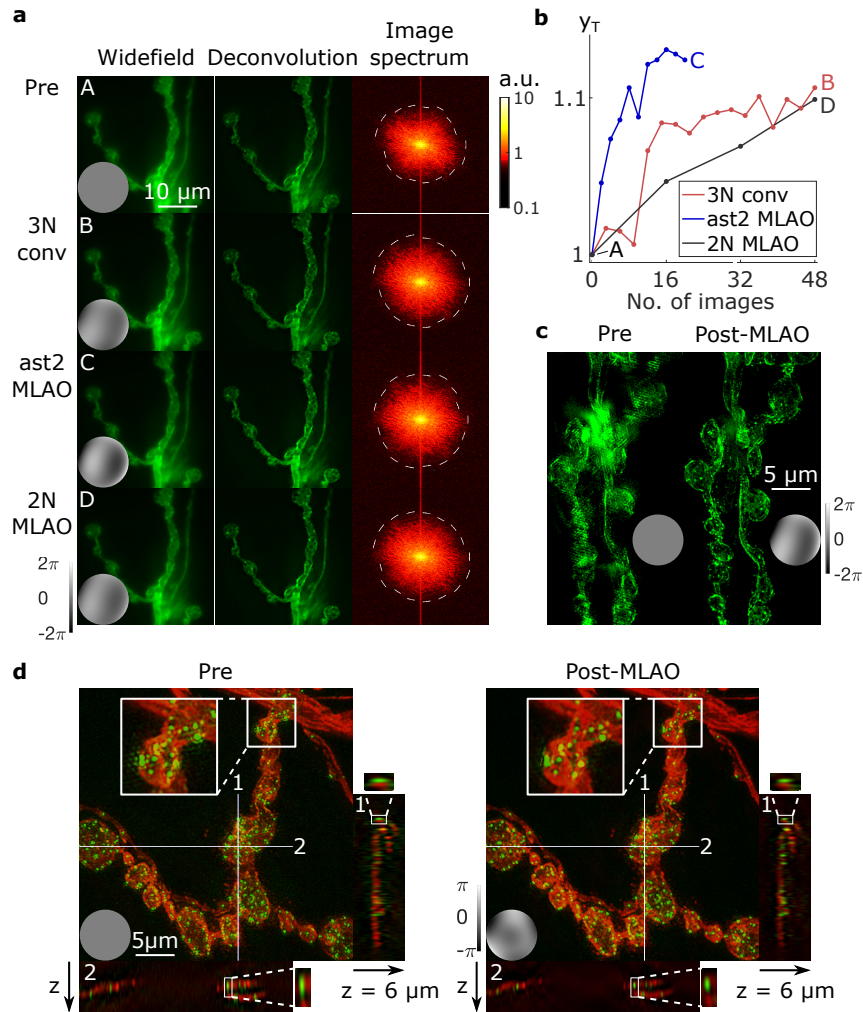 a
Widefield
Deconvolution
Image
spectrum
Pre
A
10 μm
a.u.
10
1
0.1
3N
conv
B
ast2
MLAO
C
2N
MLAO
D
2π
0
-2π
b
y_T
1.1
1
A
C
B
D
3N conv
ast2 MLAO
2N MLAO
0 16 32 48
No. of images
c
Pre Post-MLAO
5 μm
2π
0
-2π
d
Pre
1
2
1
5μm
2
z
z = 6 μm
Post-MLAO
1
2
1
π
0
-π
2
z
z = 6 μm